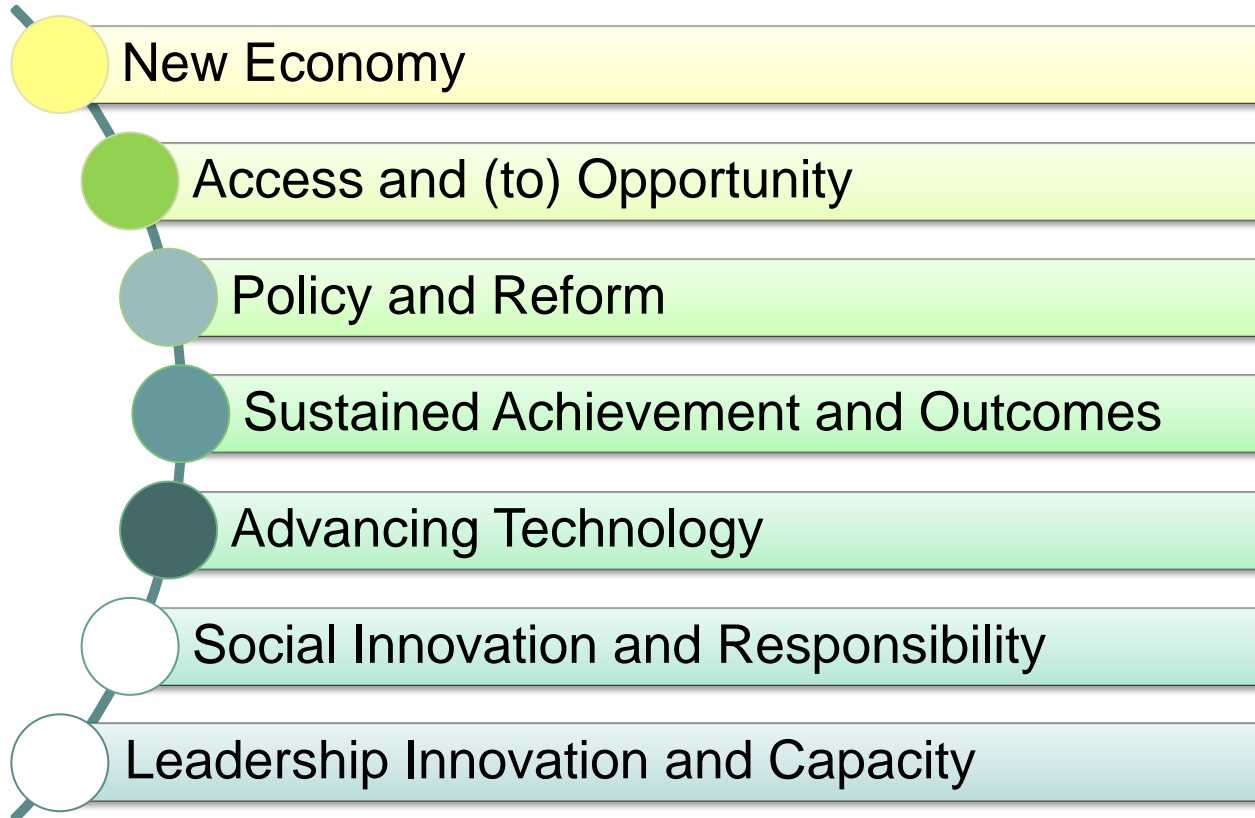 New Economy
Access and (to) Opportunity
Policy and Reform
Sustained Achievement and Outcomes
Advancing Technology
Social Innovation and Responsibility
Leadership Innovation and Capacity